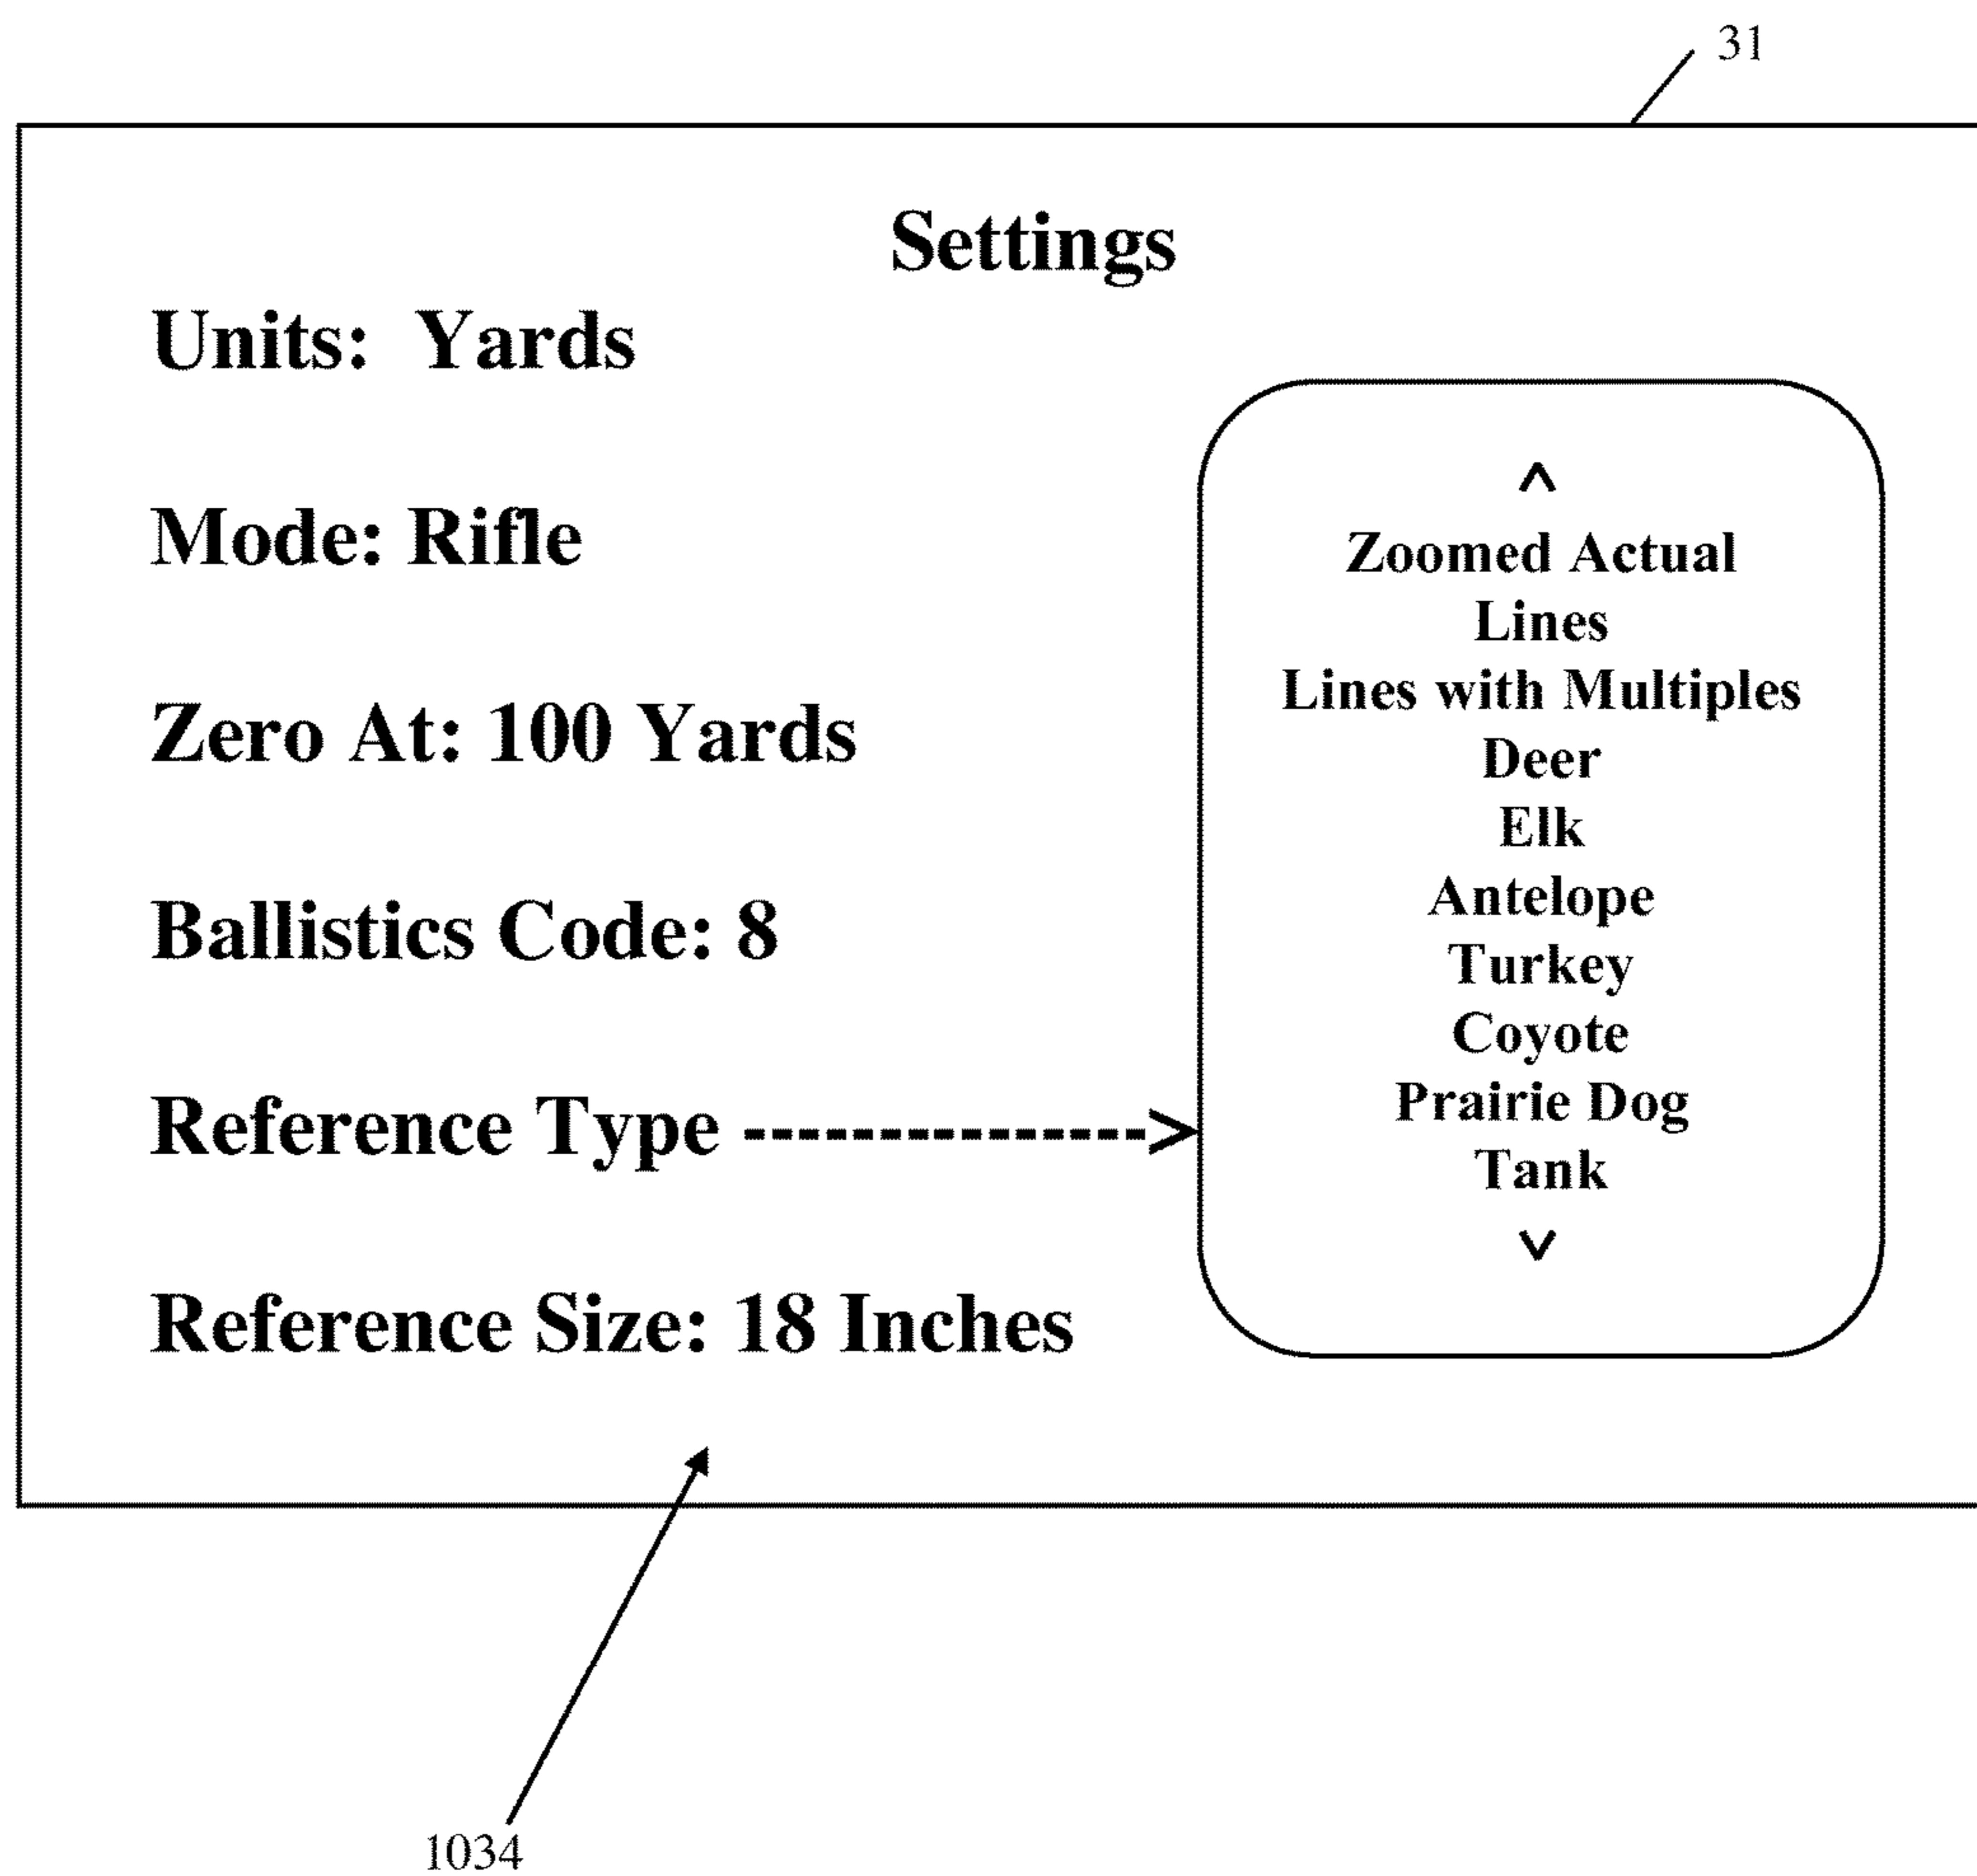 31
Settings
Units: Yards
Mode: Rifle
Zero At: 100 Yards
Ballistics Code: 8
Reference Type -------------->
Reference Size: 18 Inches
^
Zoomed Actual
Lines
Lines with Multiples
Deer
Elk
Antelope
Turkey
Coyote
Prairie Dog
Tank
v
1034